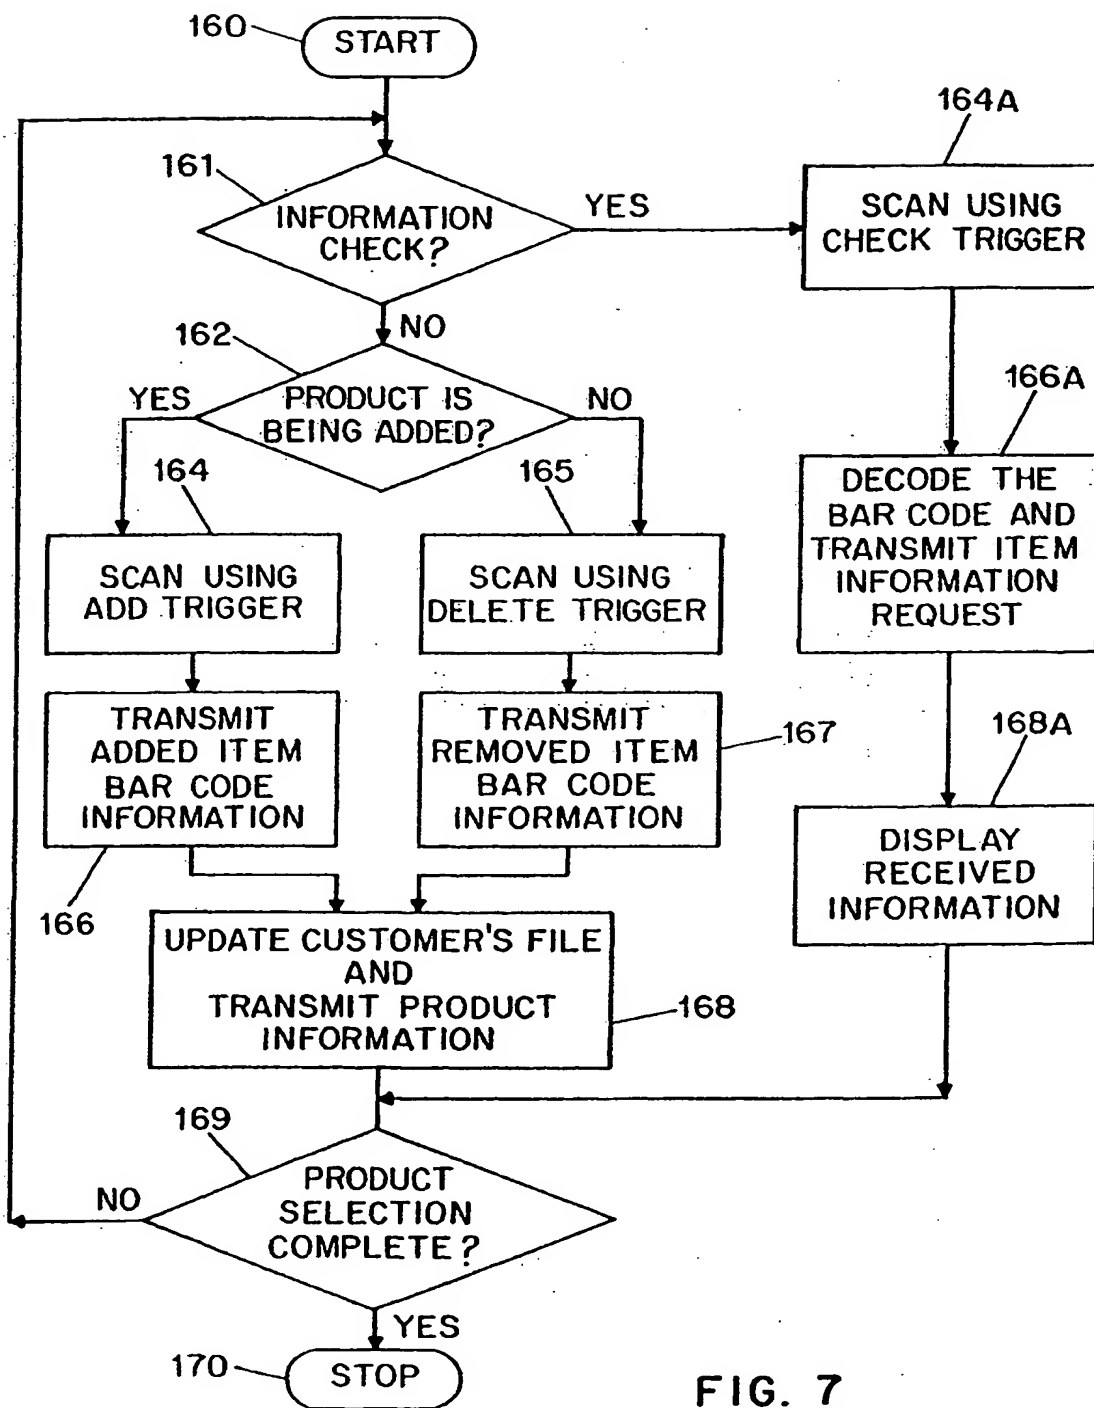 160
START
164A
161
INFORMATION
CHECK?
YES
SCAN USING
CHECK TRIGGER
NO
162
PRODUCT IS
BEING ADDED?
YES
NO
166A
DECODE THE
BAR CODE AND
TRANSMIT ITEM
INFORMATION
REQUEST
164
SCAN USING
ADD TRIGGER
165
SCAN USING
DELETE TRIGGER
TRANSMIT
ADDED ITEM
BAR CODE
INFORMATION
166
TRANSMIT
REMOVED ITEM
BAR CODE
INFORMATION
167
168A
DISPLAY
RECEIVED
INFORMATION
UPDATE CUSTOMER'S FILE
AND
TRANSMIT PRODUCT
INFORMATION
168
169
PRODUCT
SELECTION
COMPLETE?
NO
YES
170
STOP
FIG. 7